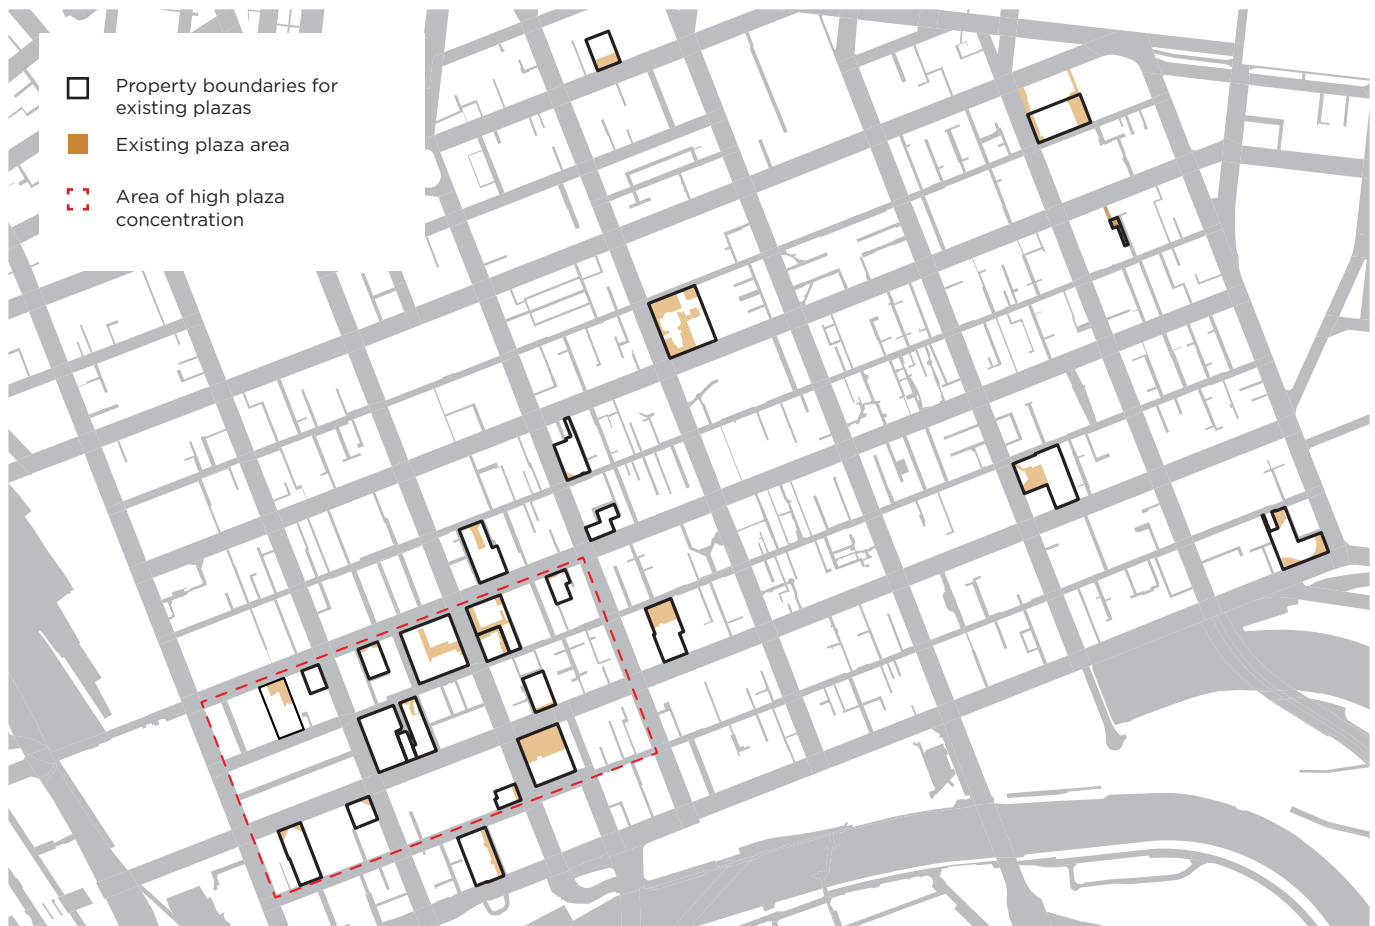 Property boundaries for
existing plazas
Existing plaza area
Area of high plaza
concentration